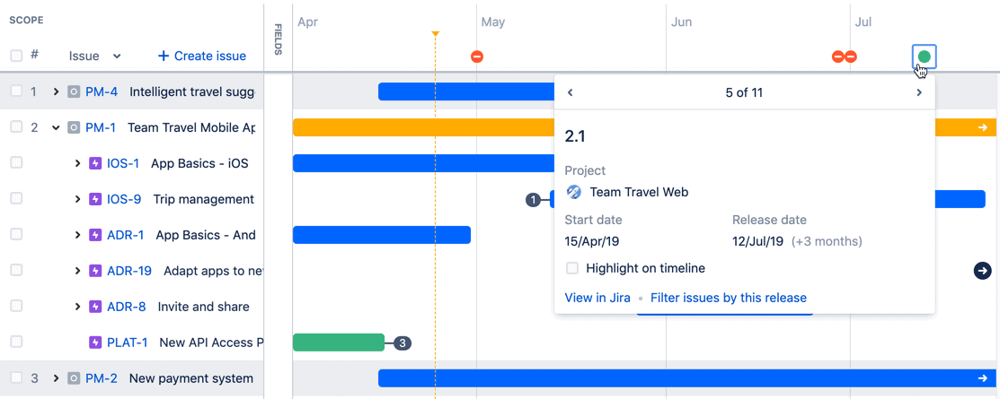 SCOPE
FIELDS
Apr May Jun Jul
# Issue + Create issue
1 PM-4 Intelligent travel sugg
5 of 11
2 PM-1 Team Travel Mobile Ap
2.1
IOS-1 App Basics - iOS
Project
IOS-9 Trip management
1
Team Travel Web
Start date Release date
ADR-1 App Basics - And
15/Apr/19 12/Jul/19 (+3 months)
ADR-19 Adapt apps to ne
Highlight on timeline
View in Jira • Filter issues by this release
ADR-8 Invite and share
PLAT-1 New API Access P
3
3 PM-2 New payment system